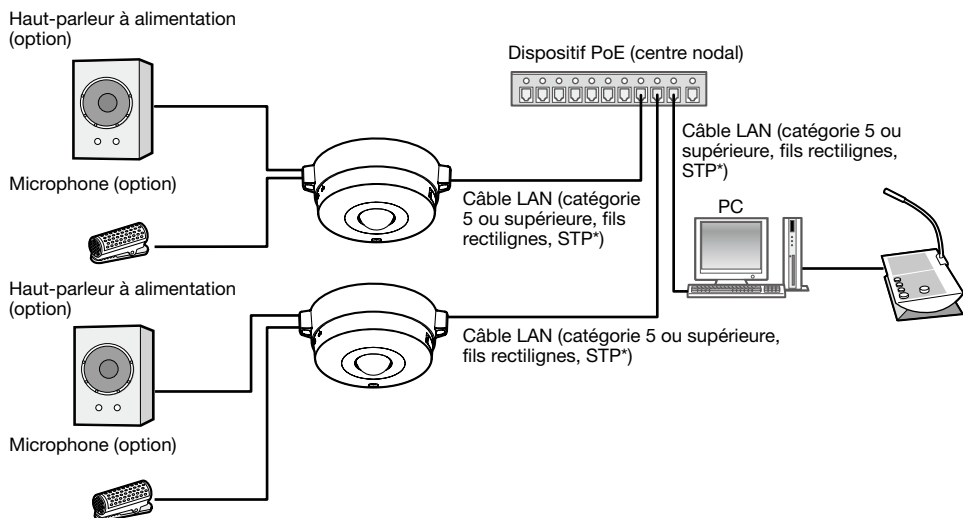 Haut-parleur à alimentation
(option)
Dispositif PoE (centre nodal)
Câble LAN (catégorie 5 ou
supérieure, fils rectilignes,
STP*)
Microphone (option)
Câble LAN (catégorie
5 ou supérieure, fils
rectilignes, STP*)
PC
Haut-parleur à alimentation
(option)
Câble LAN (catégorie 5 ou supérieure,
fils rectilignes, STP*)
Microphone (option)